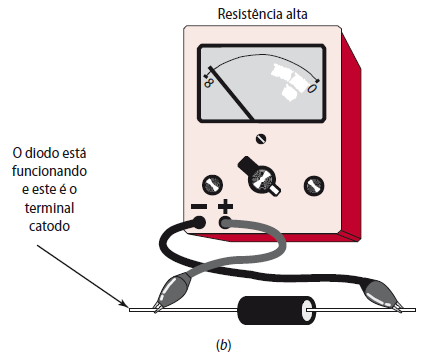 Resistência alta
∞
0
O diodo está
funcionando
e este é o
terminal
catodo
− +
(b)